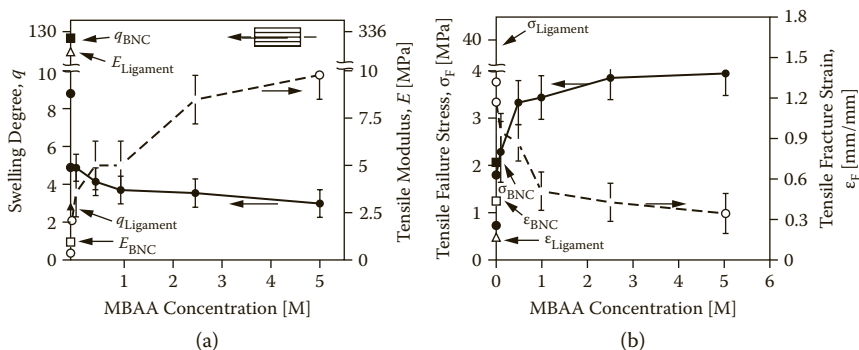 130
10
8
6
4
2
0
Swelling Degree, q
q_BNC
E_Ligament
q_Ligament
E_BNC
336
10
7.5
5
2.5
0
Tensile Modulus, E [MPa]
1 2 3 4 5
MBAA Concentration [M]
(a)
40
4
3
2
1
0
Tensile Failure Stress, σ_F [MPa]
σ_Ligament
σ_BNC
ε_BNC
ε_Ligament
1.8
1.5
1.2
0.9
0.6
0.3
0
Tensile Fracture Strain,
ε_F [mm/mm]
0 1 2 3 4 5 6
MBAA Concentration [M]
(b)